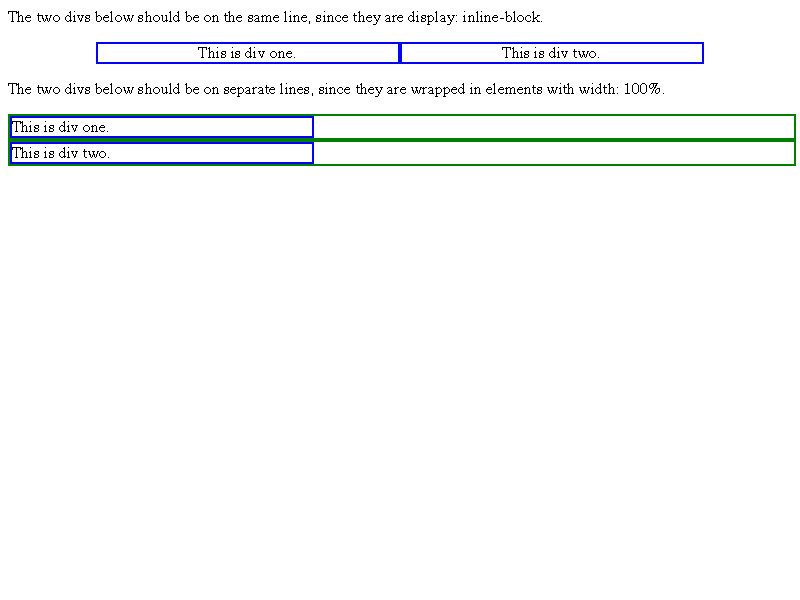 The two divs below should be on the same line, since they are display: inline-block.
This is div one. This is div two.
The two divs below should be on separate lines, since they are wrapped in elements with width: 100%.
This is div one.
This is div two.